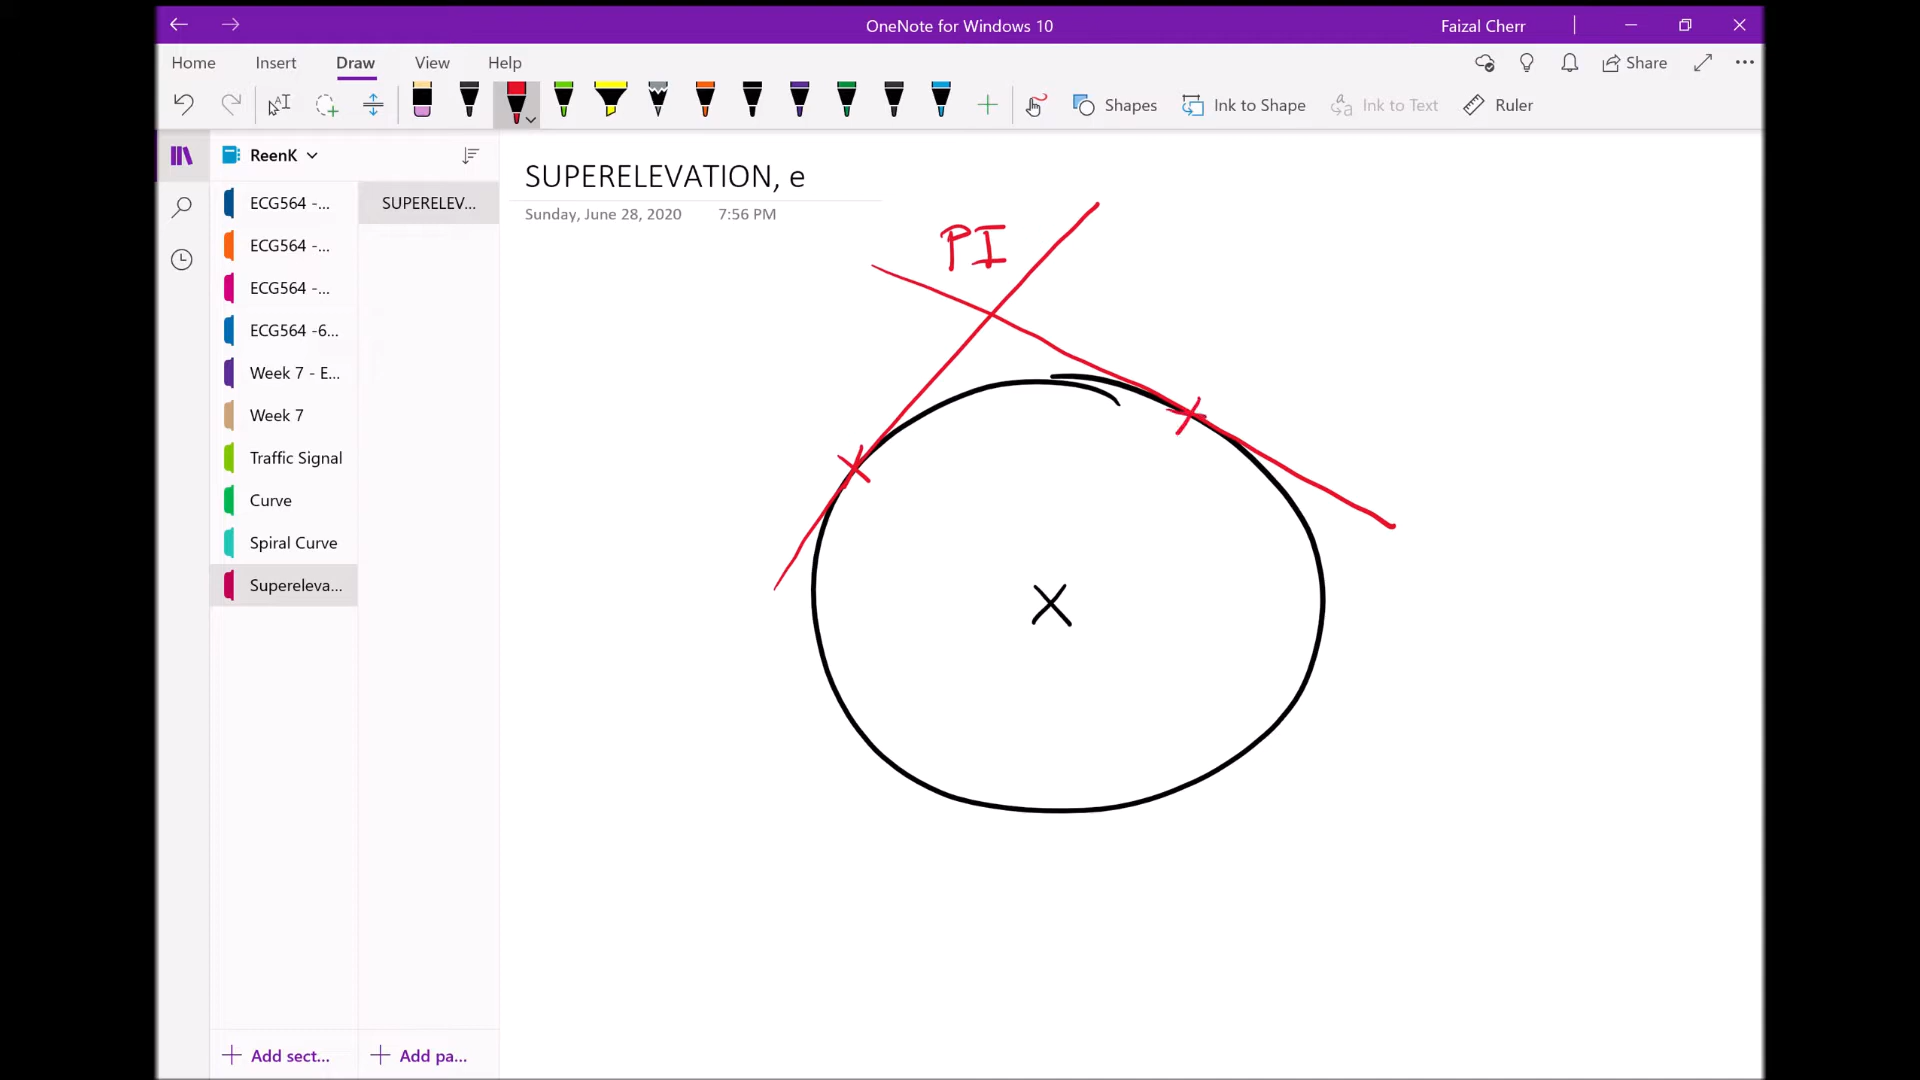 OneNote for Windows 10
Faizal Cherr
Home Insert Draw View Help
Share
Shapes Ink to Shape Ink to Text Ruler
ReenK
ECG564 -...
ECG564 -...
ECG564 -...
ECG564 -6...
Week 7 - E...
Week 7
Traffic Signal
Curve
Spiral Curve
Supereleva...
Add sect...
SUPERELEV...
Add pa...
SUPERELEVATION, e
Sunday, June 28, 2020 7:56 PM
PI